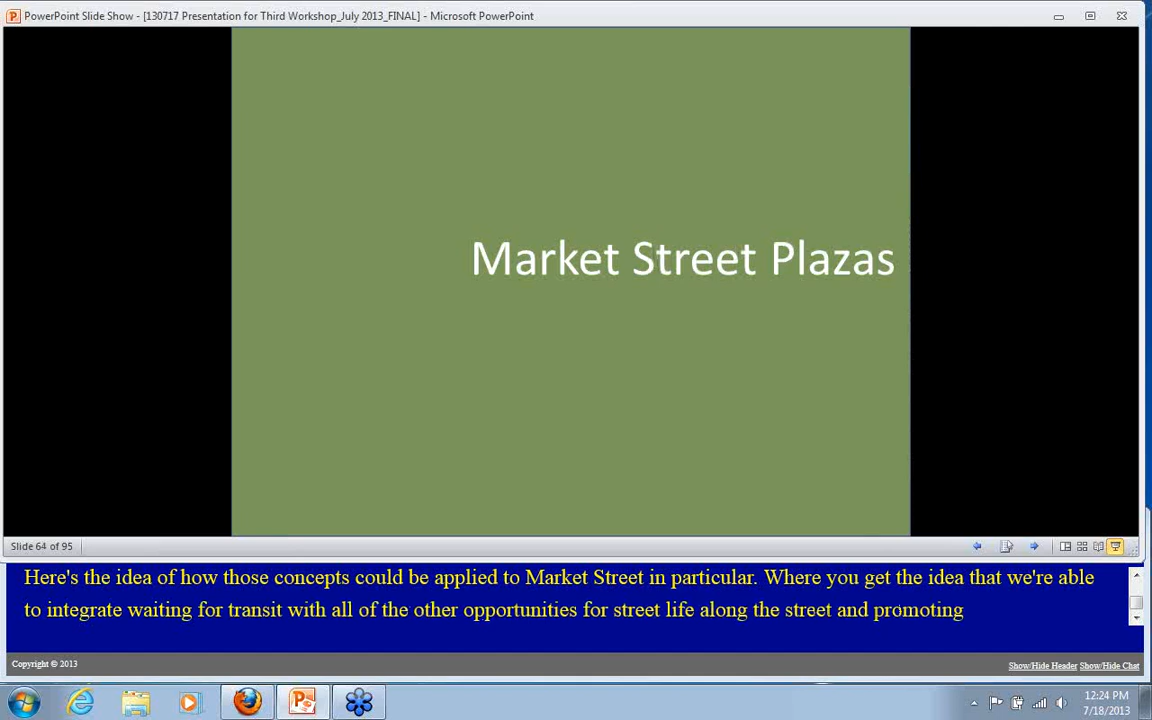 PowerPoint Slide Show - [130717 Presentation for Third Workshop_July 2013_FINAL] - Microsoft PowerPoint
Market Street Plazas
Slide 64 of 95
Here's the idea of how those concepts could be applied to Market Street in particular. Where you get the idea that we're able
to integrate waiting for transit with all of the other opportunities for street life along the street and promoting
Copyright © 2013
Show/Hide Header Show/Hide Chat
12:24 PM
7/18/2013